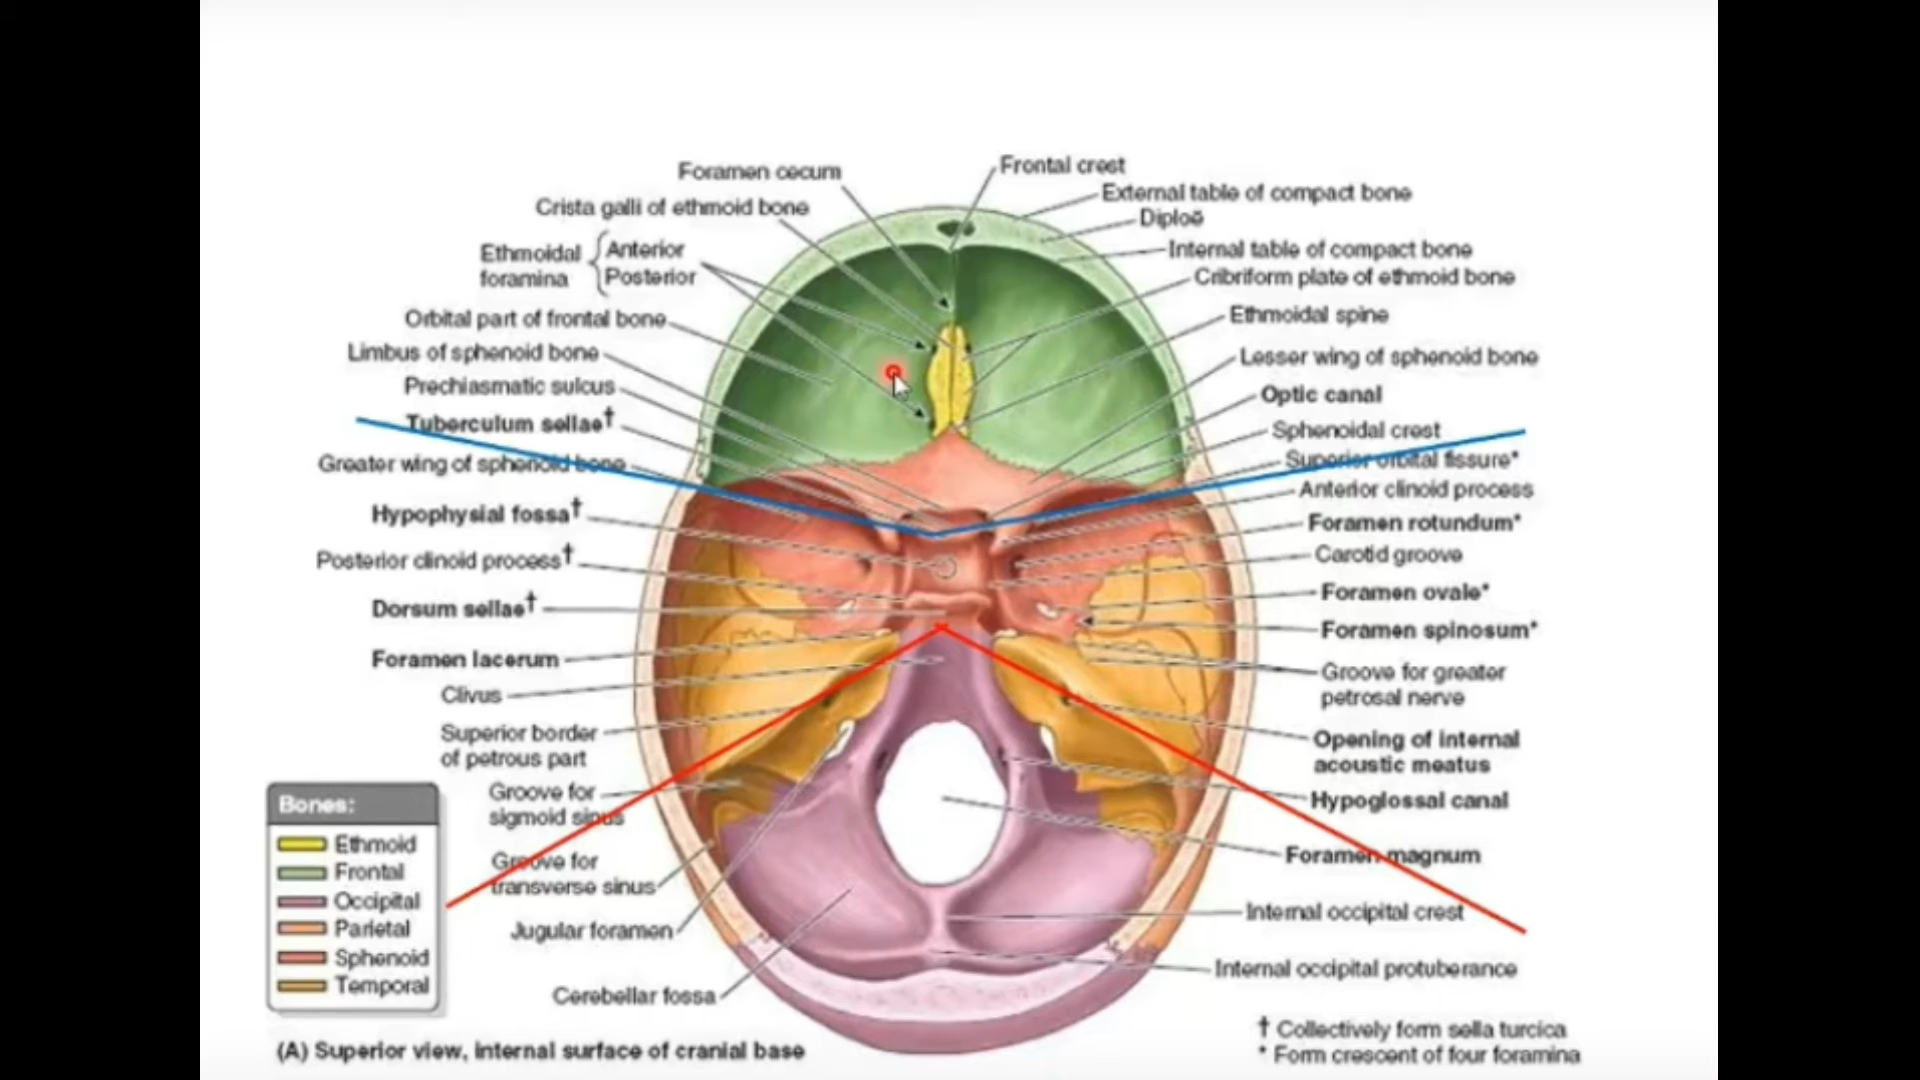 Foramen cecum
Crista galli of ethmoid bone
Ethmoidal
foramina
Anterior
Posterior
Orbital part of frontal bone
Limbus of sphenoid bone
Prechiasmatic sulcus
Tuberculum sellae†
Greater wing of sphenoid bone
Hypophysial fossa†
Posterior clinoid process†
Dorsum sellae†
Foramen lacerum
Clivus
Superior border
of petrous part
Groove for
sigmoid sinus
Groove for
transverse sinus
Jugular foramen
Cerebellar fossa
Frontal crest
External table of compact bone
Diploë
Internal table of compact bone
Cribriform plate of ethmoid bone
Ethmoidal spine
Lesser wing of sphenoid bone
Optic canal
Sphenoidal crest
Superior orbital fissure*
Anterior clinoid process
Foramen rotundum*
Carotid groove
Foramen ovale*
Foramen spinosum*
Groove for greater
petrosal nerve
Opening of internal
acoustic meatus
Hypoglossal canal
Foramen magnum
Internal occipital crest
Internal occipital protuberance
Bones:
Ethmoid
Frontal
Occipital
Parietal
Sphenoid
Temporal
(A) Superior view, internal surface of cranial base
† Collectively form sella turcica
* Form crescent of four foramina